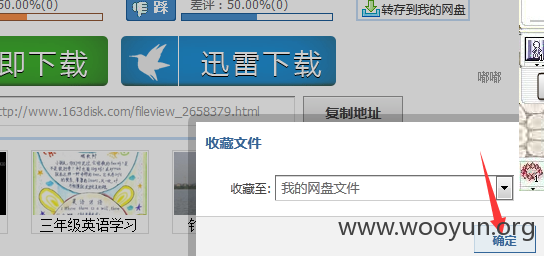 50.00%(0)
踩
差评：50.00%(0)
转存到我的网盘
即下载
迅雷下载
嘟嘟
http://www.163disk.com/fileview_2658379.html
复制地址
收藏文件
收藏至:
我的网盘文件
三年级英语学习
www.wooyun.org
确定